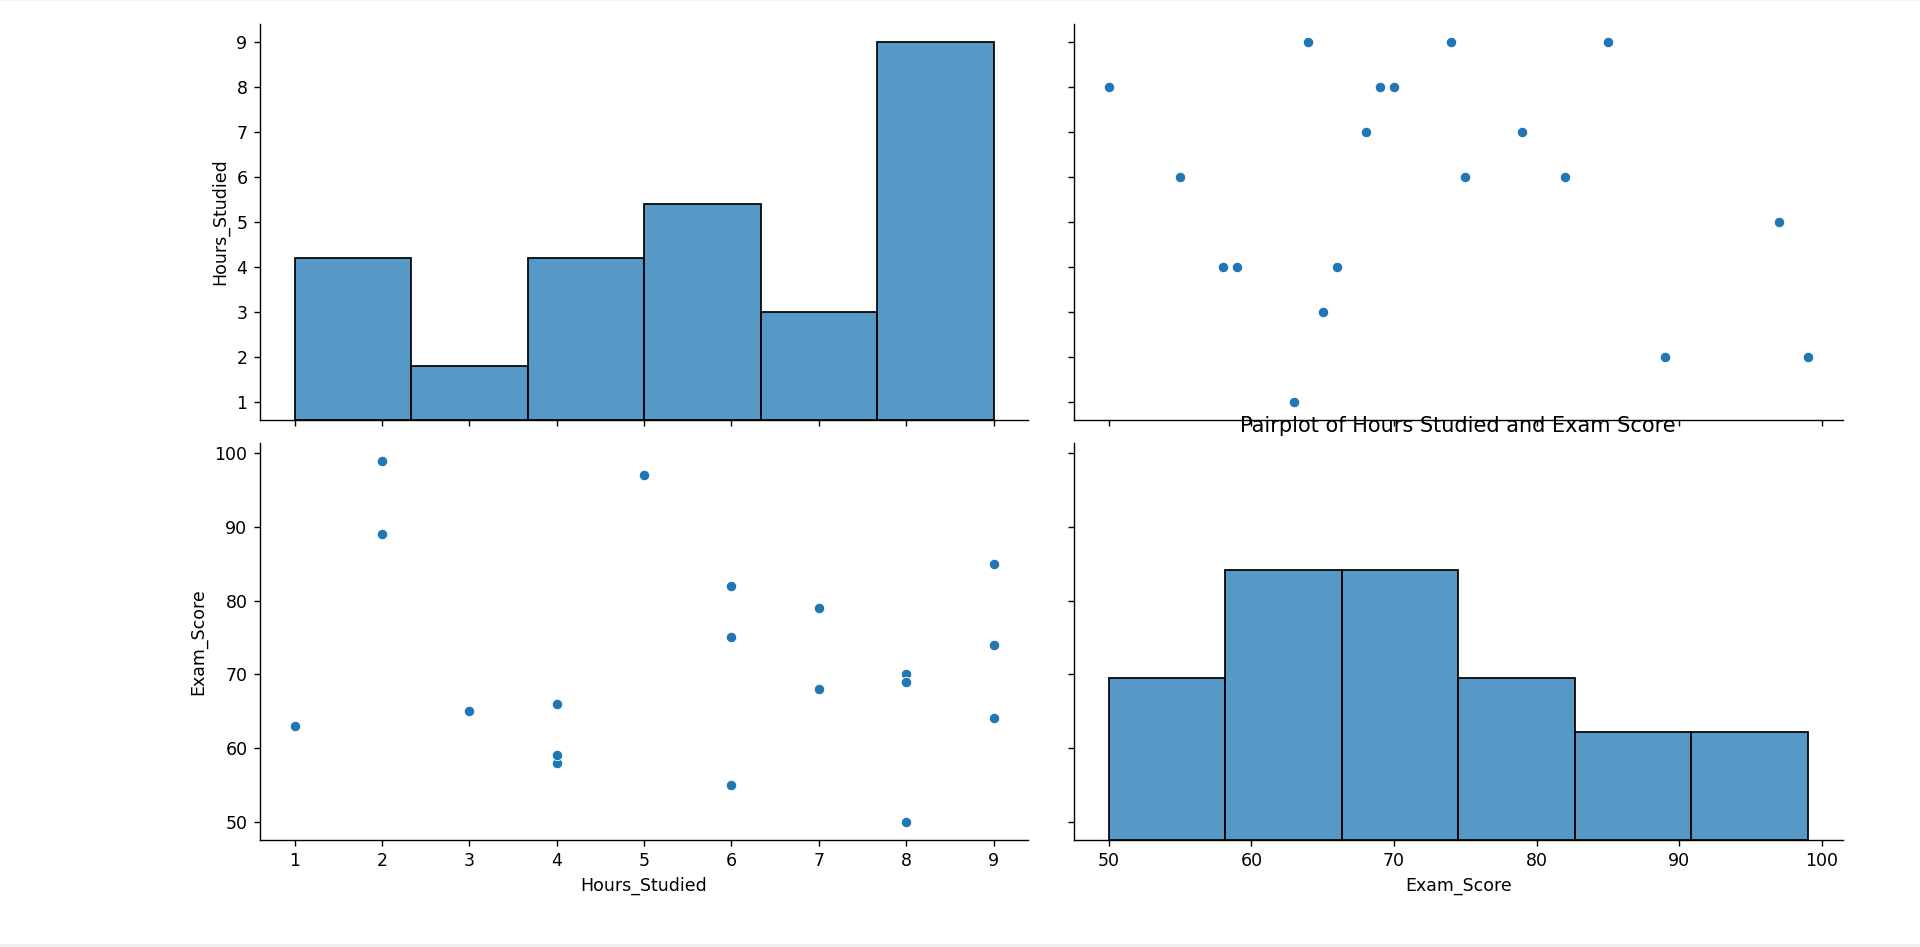 9
8
7
6
5
4
3
2
1
Hours_Studied
Pairplot of Hours Studied and Exam Score
100
90
80
70
60
50
Exam_Score
1 2 3 4 5 6 7 8 9
Hours_Studied
50 60 70 80 90 100
Exam_Score